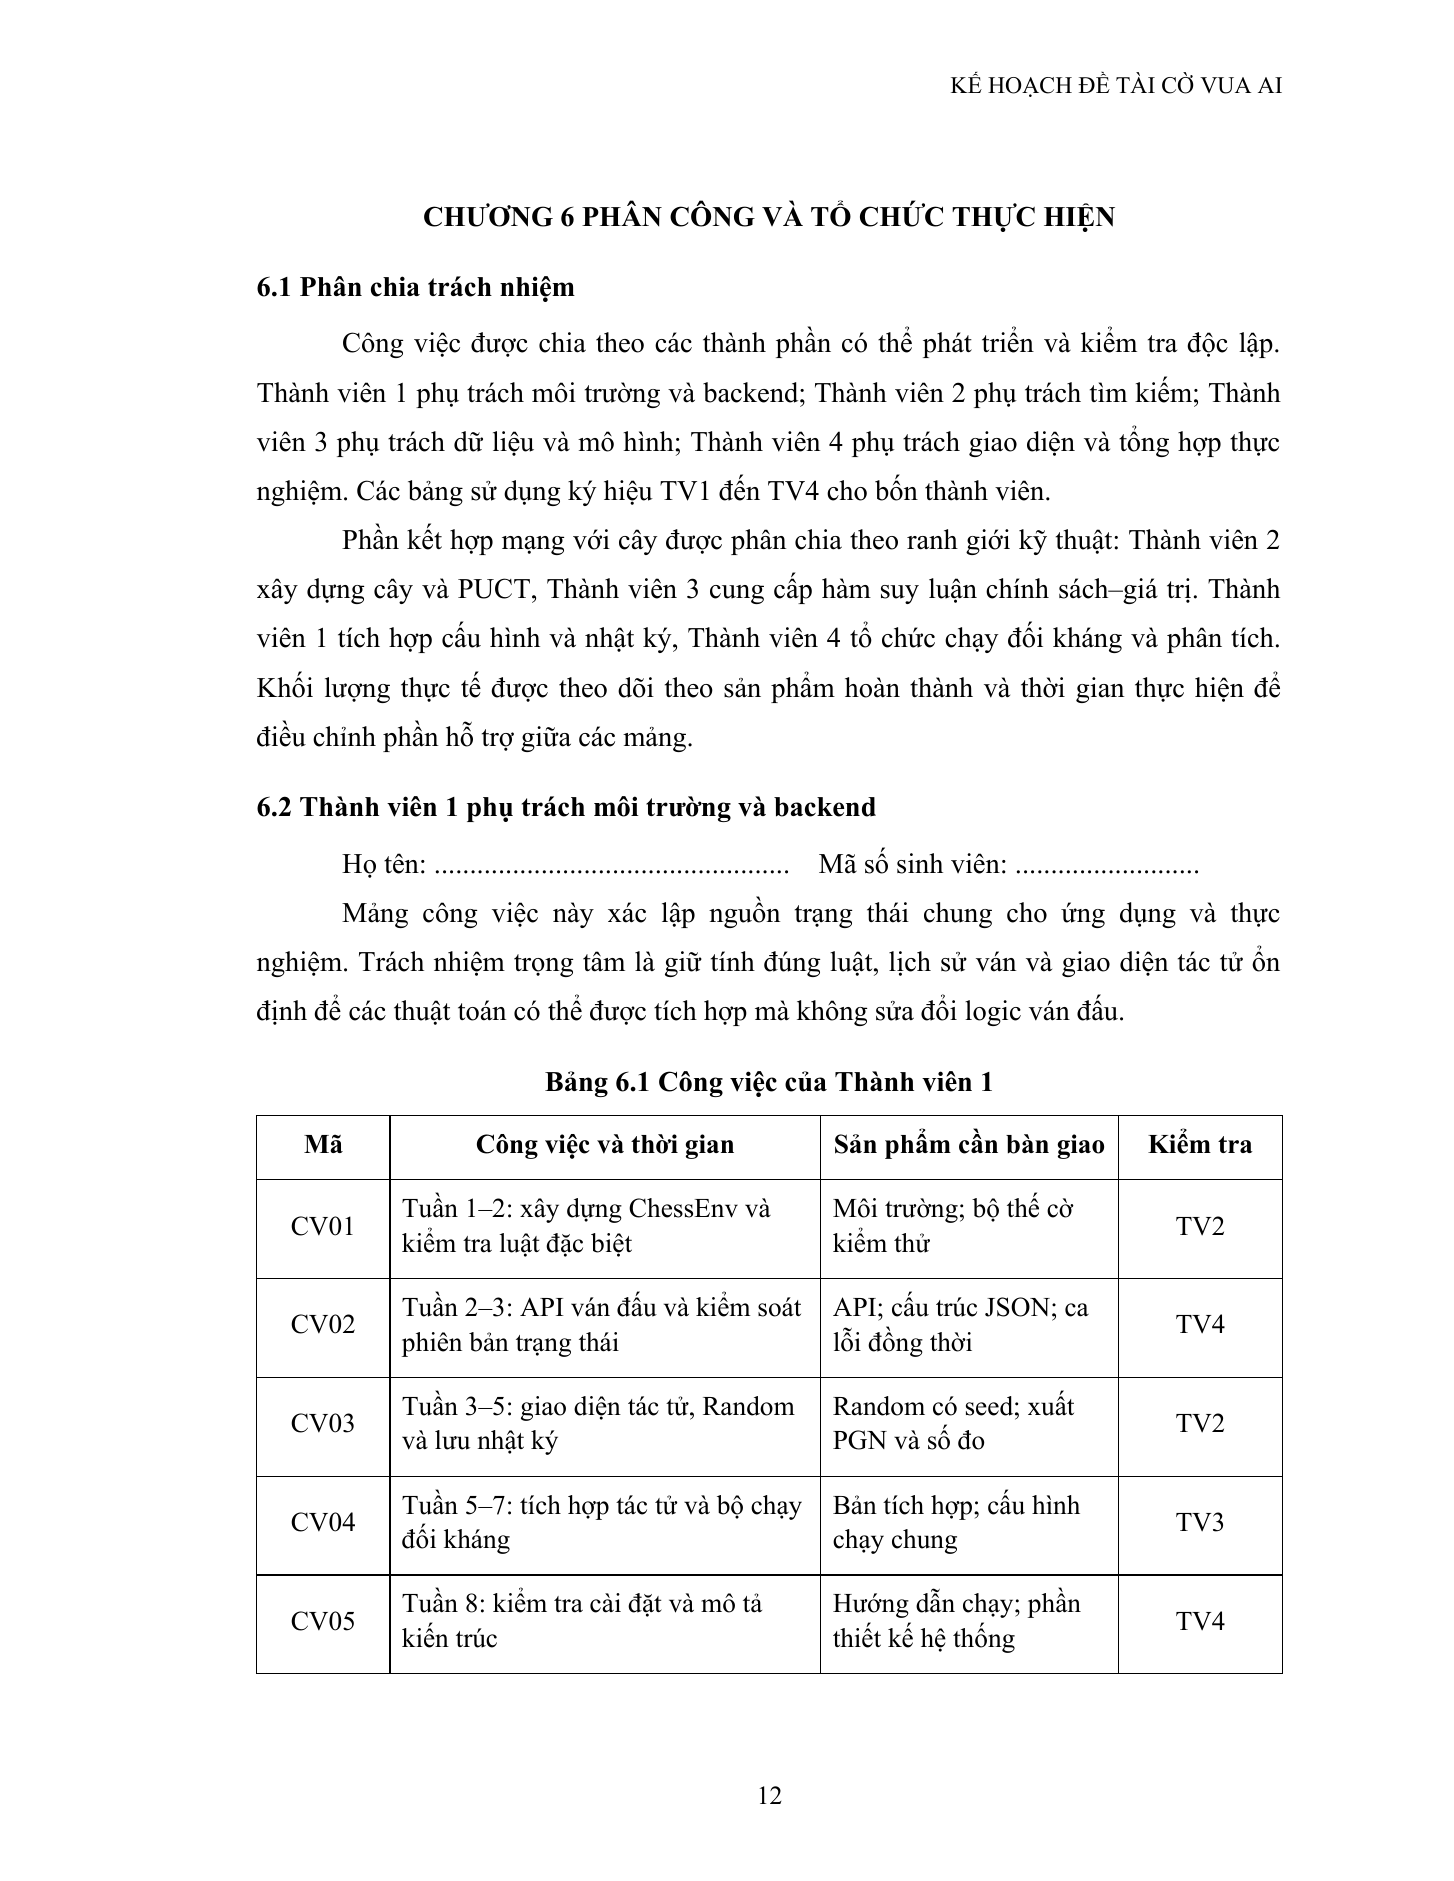 KẾ HOẠCH ĐỀ TÀI CỜ VUA AI
CHƯƠNG 6 PHÂN CÔNG VÀ TỔ CHỨC THỰC HIỆN
6.1 Phân chia trách nhiệm
Công việc được chia theo các thành phần có thể phát triển và kiểm tra độc lập.
Thành viên 1 phụ trách môi trường và backend; Thành viên 2 phụ trách tìm kiếm; Thành
viên 3 phụ trách dữ liệu và mô hình; Thành viên 4 phụ trách giao diện và tổng hợp thực
nghiệm. Các bảng sử dụng ký hiệu TV1 đến TV4 cho bốn thành viên.
Phần kết hợp mạng với cây được phân chia theo ranh giới kỹ thuật: Thành viên 2
xây dựng cây và PUCT, Thành viên 3 cung cấp hàm suy luận chính sách–giá trị. Thành
viên 1 tích hợp cấu hình và nhật ký, Thành viên 4 tổ chức chạy đối kháng và phân tích.
Khối lượng thực tế được theo dõi theo sản phẩm hoàn thành và thời gian thực hiện để
điều chỉnh phần hỗ trợ giữa các mảng.
6.2 Thành viên 1 phụ trách môi trường và backend
Họ tên: .................................................. Mã số sinh viên: ..........................
Mảng công việc này xác lập nguồn trạng thái chung cho ứng dụng và thực
nghiệm. Trách nhiệm trọng tâm là giữ tính đúng luật, lịch sử ván và giao diện tác tử ổn
định để các thuật toán có thể được tích hợp mà không sửa đổi logic ván đấu.
Bảng 6.1 Công việc của Thành viên 1
Mã Công việc và thời gian Sản phẩm cần bàn giao Kiểm tra
CV01 Tuần 1–2: xây dựng ChessEnv và Môi trường; bộ thế cờ TV2
kiểm tra luật đặc biệt kiểm thử
CV02 Tuần 2–3: API ván đấu và kiểm soát API; cấu trúc JSON; ca TV4
phiên bản trạng thái lỗi đồng thời
CV03 Tuần 3–5: giao diện tác tử, Random Random có seed; xuất TV2
và lưu nhật ký PGN và số đo
CV04 Tuần 5–7: tích hợp tác tử và bộ chạy Bản tích hợp; cấu hình TV3
đối kháng chạy chung
CV05 Tuần 8: kiểm tra cài đặt và mô tả Hướng dẫn chạy; phần TV4
kiến trúc thiết kế hệ thống
12